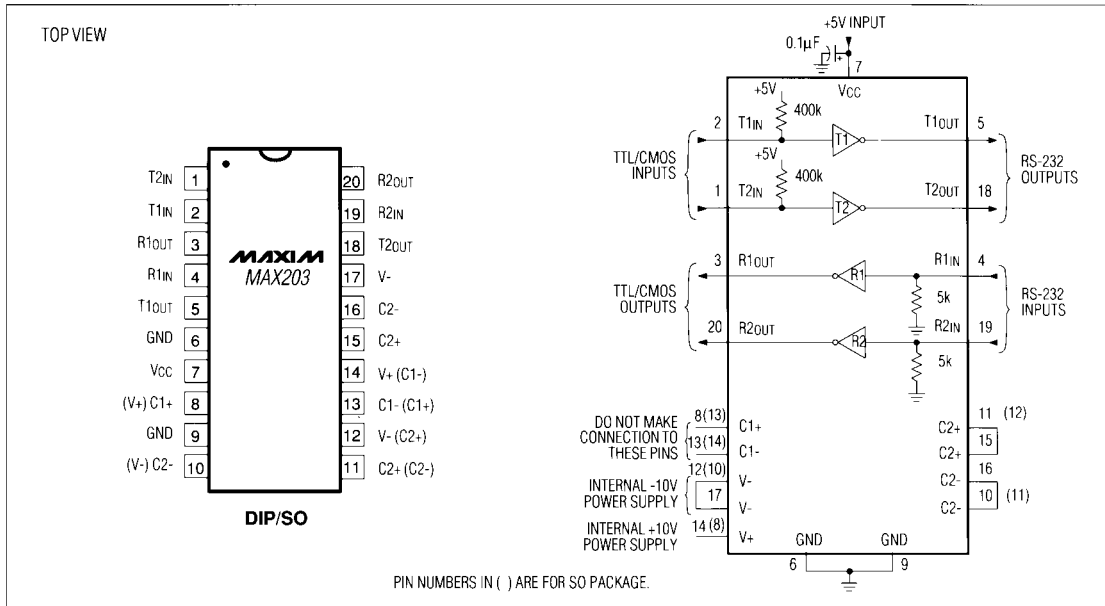 TOP VIEW
T2IN 1
T1IN 2
R1OUT 3
R1IN 4
T1OUT 5
GND 6
VCC 7
(V+) C1+ 8
GND 9
(V-) C2- 10
MAXIM
MAX203
20 R2OUT
19 R2IN
18 T2OUT
17 V-
16 C2-
15 C2+
14 V+ (C1-)
13 C1- (C1+)
12 V- (C2+)
11 C2+ (C2-)
DIP/SO
+5V INPUT
0.1µF
+
7
VCC
+5V
400k
2 T1IN T1 T1OUT 5
TTL/CMOS
INPUTS
+5V
400k
RS-232
OUTPUTS
1 T2IN T2 T2OUT 18
3 R1OUT R1 R1IN 4
TTL/CMOS
OUTPUTS
5k
RS-232
INPUTS
20 R2OUT R2 R2IN 19
5k
DO NOT MAKE
CONNECTION TO
THESE PINS
8(13) C1+
13(14) C1-
INTERNAL -10V
POWER SUPPLY
12(10) V-
17 V-
INTERNAL +10V
POWER SUPPLY
14(8) V+
C2+ 11 (12)
C2+ 15
C2- 16
C2- 10 (11)
GND GND
6 9
PIN NUMBERS IN ( ) ARE FOR SO PACKAGE.